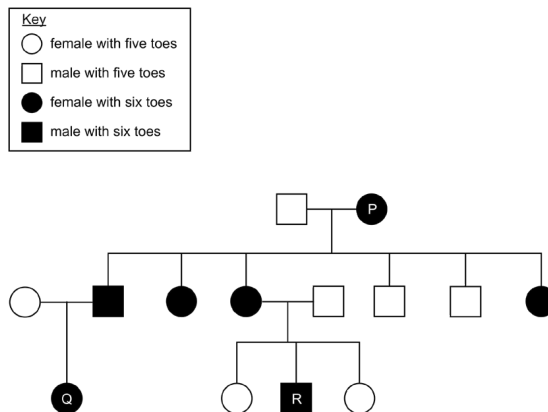 Key
female with five toes
male with five toes
female with six toes
male with six toes
P
Q
R